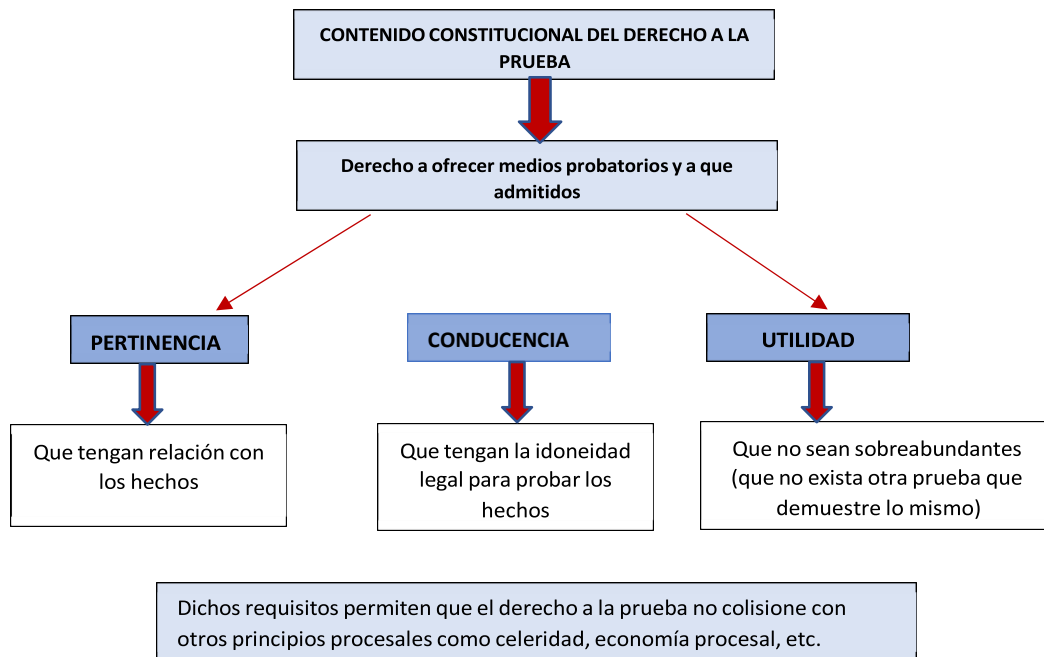 CONTENIDO CONSTITUCIONAL DEL DERECHO A LA
PRUEBA
Derecho a ofrecer medios probatorios y a que
admitidos
PERTINENCIA
CONDUCENCIA
UTILIDAD
Que tengan relación con
los hechos
Que tengan la idoneidad
legal para probar los
hechos
Que no sean sobreabundantes
(que no exista otra prueba que
demuestre lo mismo)
Dichos requisitos permiten que el derecho a la prueba no colisione con
otros principios procesales como celeridad, economía procesal, etc.